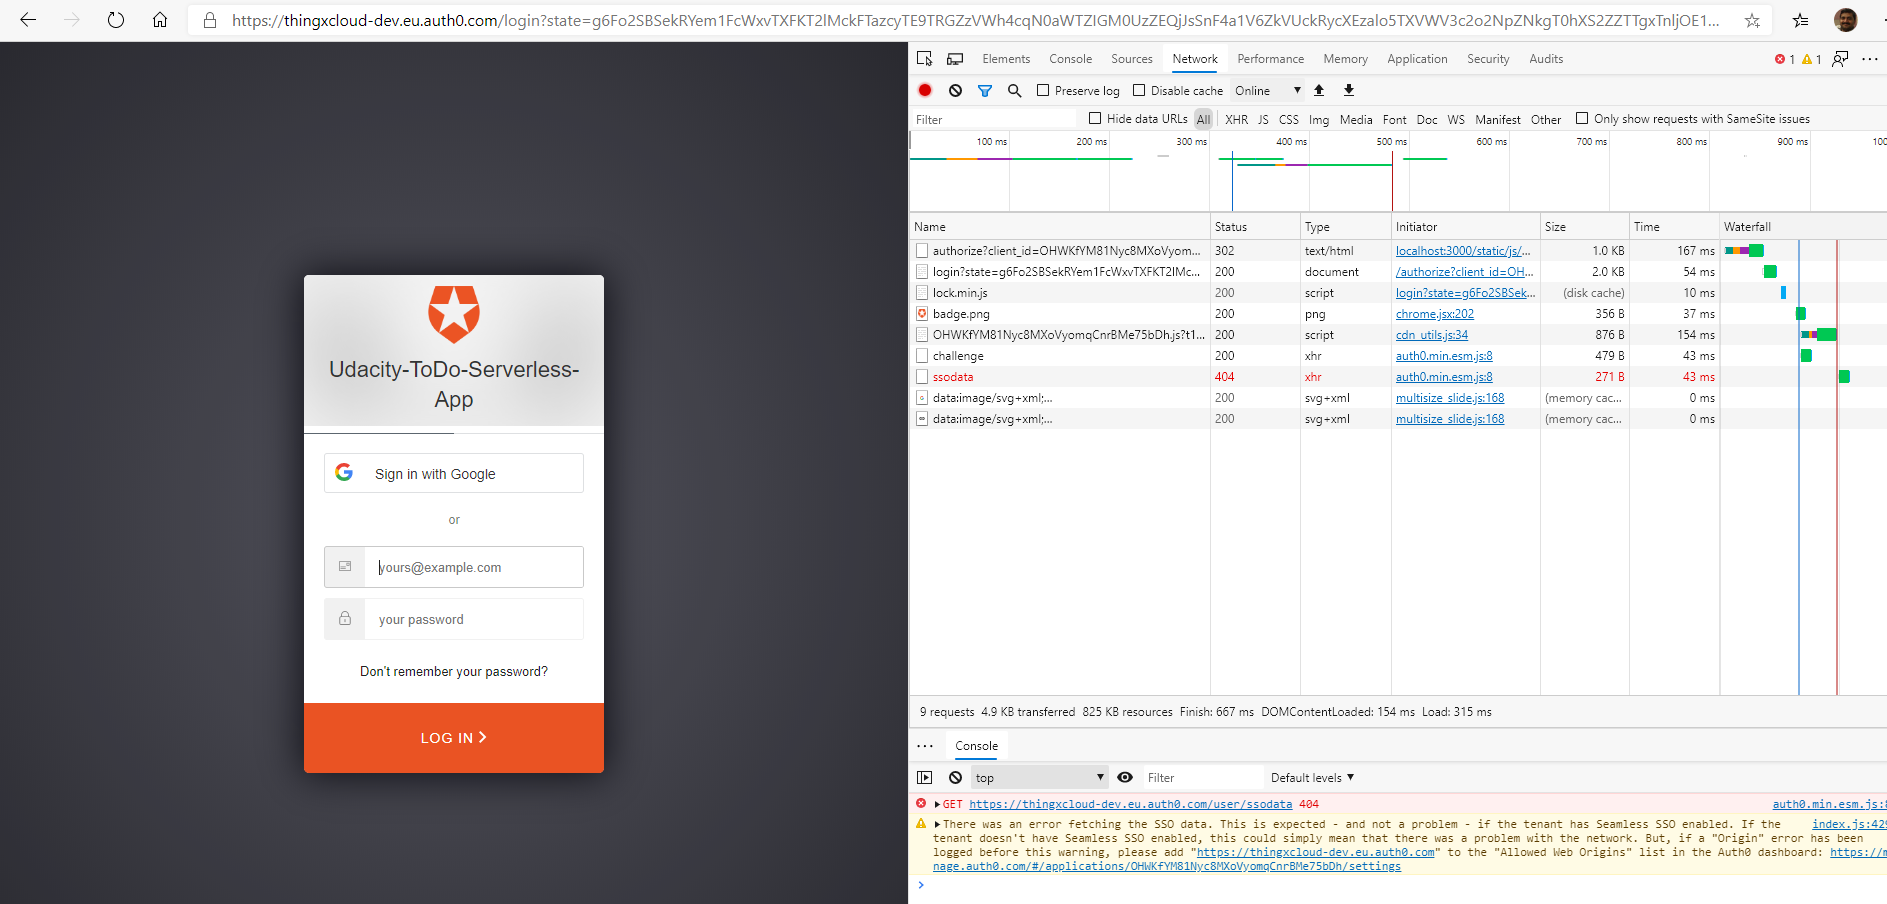 https://thingxcloud-dev.eu.auth0.com/login?state=g6Fo2SBSekRYem1FcWxvTXFKT2lMckFTazcyTE9TRGZzVWh4cqN0aWTZIGM0UzZEQjJsSnF4a1V6ZkVUckRycXEzalo5TXVWV3c2o2NpZNkgT0hXS2ZZTTgxTnljOE1...
Udacity-ToDo-Serverless-
App
Sign in with Google
or
yours@example.com
your password
Don't remember your password?
LOG IN
Elements Console Sources Network Performance Memory Application Security Audits 1 1
Preserve log Disable cache Online
Filter Hide data URLs All XHR JS CSS Img Media Font Doc WS Manifest Other Only show requests with SameSite issues
100 ms 200 ms 300 ms 400 ms 500 ms 600 ms 700 ms 800 ms 900 ms 100
Name Status Type Initiator Size Time Waterfall
authorize?client_id=OHWKfYM81Nyc8MXoVyom... 302 text/html localhost:3000/static/js/... 1.0 KB 167 ms
login?state=g6Fo2SBSekRYem1FcWxvTXFKT2lMc... 200 document /authorize?client_id=OH... 2.0 KB 54 ms
lock.min.js 200 script login?state=g6Fo2SBSek... (disk cache) 10 ms
badge.png 200 png chrome.jsx:202 356 B 37 ms
OHWKfYM81Nyc8MXoVyomqCnrBMe75bDh.js?t1... 200 script cdn_utils.js:34 876 B 154 ms
challenge 200 xhr auth0.min.esm.js:8 479 B 43 ms
ssodata 404 xhr auth0.min.esm.js:8 271 B 43 ms
data:image/svg+xml;... 200 svg+xml multisize_slide.js:168 (memory cac... 0 ms
data:image/svg+xml;... 200 svg+xml multisize_slide.js:168 (memory cac... 0 ms
9 requests 4.9 KB transferred 825 KB resources Finish: 667 ms DOMContentLoaded: 154 ms Load: 315 ms
Console
top Filter Default levels
GET https://thingxcloud-dev.eu.auth0.com/user/ssodata 404 auth0.min.esm.js:8
There was an error fetching the SSO data. This is expected - and not a problem - if the tenant has Seamless SSO enabled. If the index.js:429
tenant doesn't have Seamless SSO enabled, this could simply mean that there was a problem with the network. But, if a "Origin" error has been
logged before this warning, please add "https://thingxcloud-dev.eu.auth0.com" to the "Allowed Web Origins" list in the Auth0 dashboard: https://m
nage.auth0.com/#/applications/OHWKfYM81Nyc8MXoVyomqCnrBMe75bDh/settings